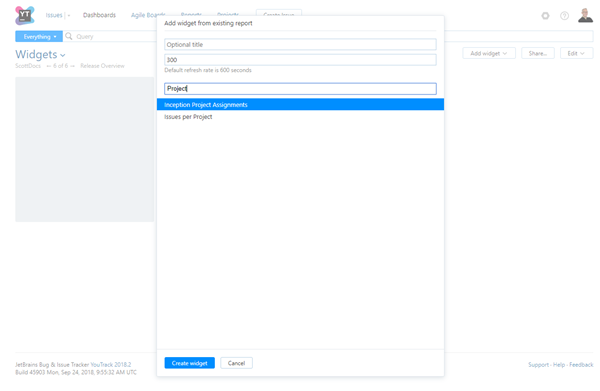 YT
Issues
Dashboards
Agile Boards
Reports
Projects
Create Issue
Add widget from existing report
Everything
Query
Optional title
Widgets
300
Add widget
Share...
Edit
ScottDocs
6 of 6
Release Overview
Default refresh rate is 600 seconds
Project
Inception Project Assignments
Issues per Project
Create widget
Cancel
JetBrains Bug & Issue Tracker YouTrack 2018.2
Build 45903 Mon, Sep 24, 2018, 9:55:32 AM UTC
Support · Help · Feedback